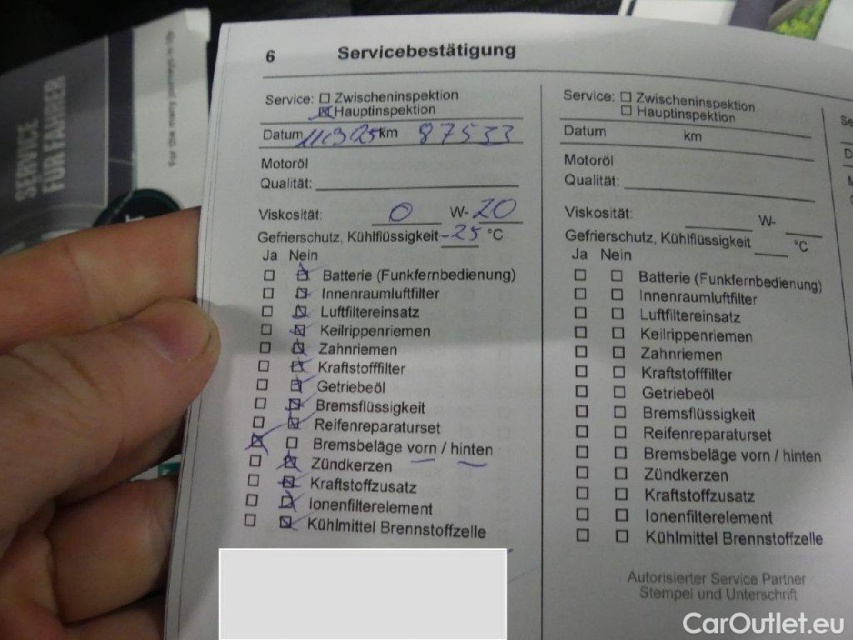 SERVICE
FÜR FAHRER
6 Servicebestätigung
Service: ☐ Zwischeninspektion
☒ Hauptinspektion
Datum 11.9.25 km 87533
Motoröl
Qualität:
Viskosität: 0 W- 20
Gefrierschutz, Kühlflüssigkeit -25 °C
Ja Nein
☐ ☒ Batterie (Funkfernbedienung)
☐ ☒ Innenraumluftfilter
☐ ☒ Luftfiltereinsatz
☐ ☒ Keilrippenriemen
☐ ☒ Zahnriemen
☐ ☒ Kraftstofffilter
☐ ☒ Getriebeöl
☐ ☒ Bremsflüssigkeit
☐ ☒ Reifenreparaturset
☒ ☐ Bremsbeläge vorn / hinten
☐ ☒ Zündkerzen
☐ ☒ Kraftstoffzusatz
☐ ☒ Ionenfilterelement
☐ ☒ Kühlmittel Brennstoffzelle
Service: ☐ Zwischeninspektion
☐ Hauptinspektion
Datum km
Motoröl
Qualität:
Viskosität: W-
Gefrierschutz, Kühlflüssigkeit °C
Ja Nein
☐ ☐ Batterie (Funkfernbedienung)
☐ ☐ Innenraumluftfilter
☐ ☐ Luftfiltereinsatz
☐ ☐ Keilrippenriemen
☐ ☐ Zahnriemen
☐ ☐ Kraftstofffilter
☐ ☐ Getriebeöl
☐ ☐ Bremsflüssigkeit
☐ ☐ Reifenreparaturset
☐ ☐ Bremsbeläge vorn / hinten
☐ ☐ Zündkerzen
☐ ☐ Kraftstoffzusatz
☐ ☐ Ionenfilterelement
☐ ☐ Kühlmittel Brennstoffzelle
Autorisierter Service Partner
Stempel und Unterschrift
CarOutlet.eu